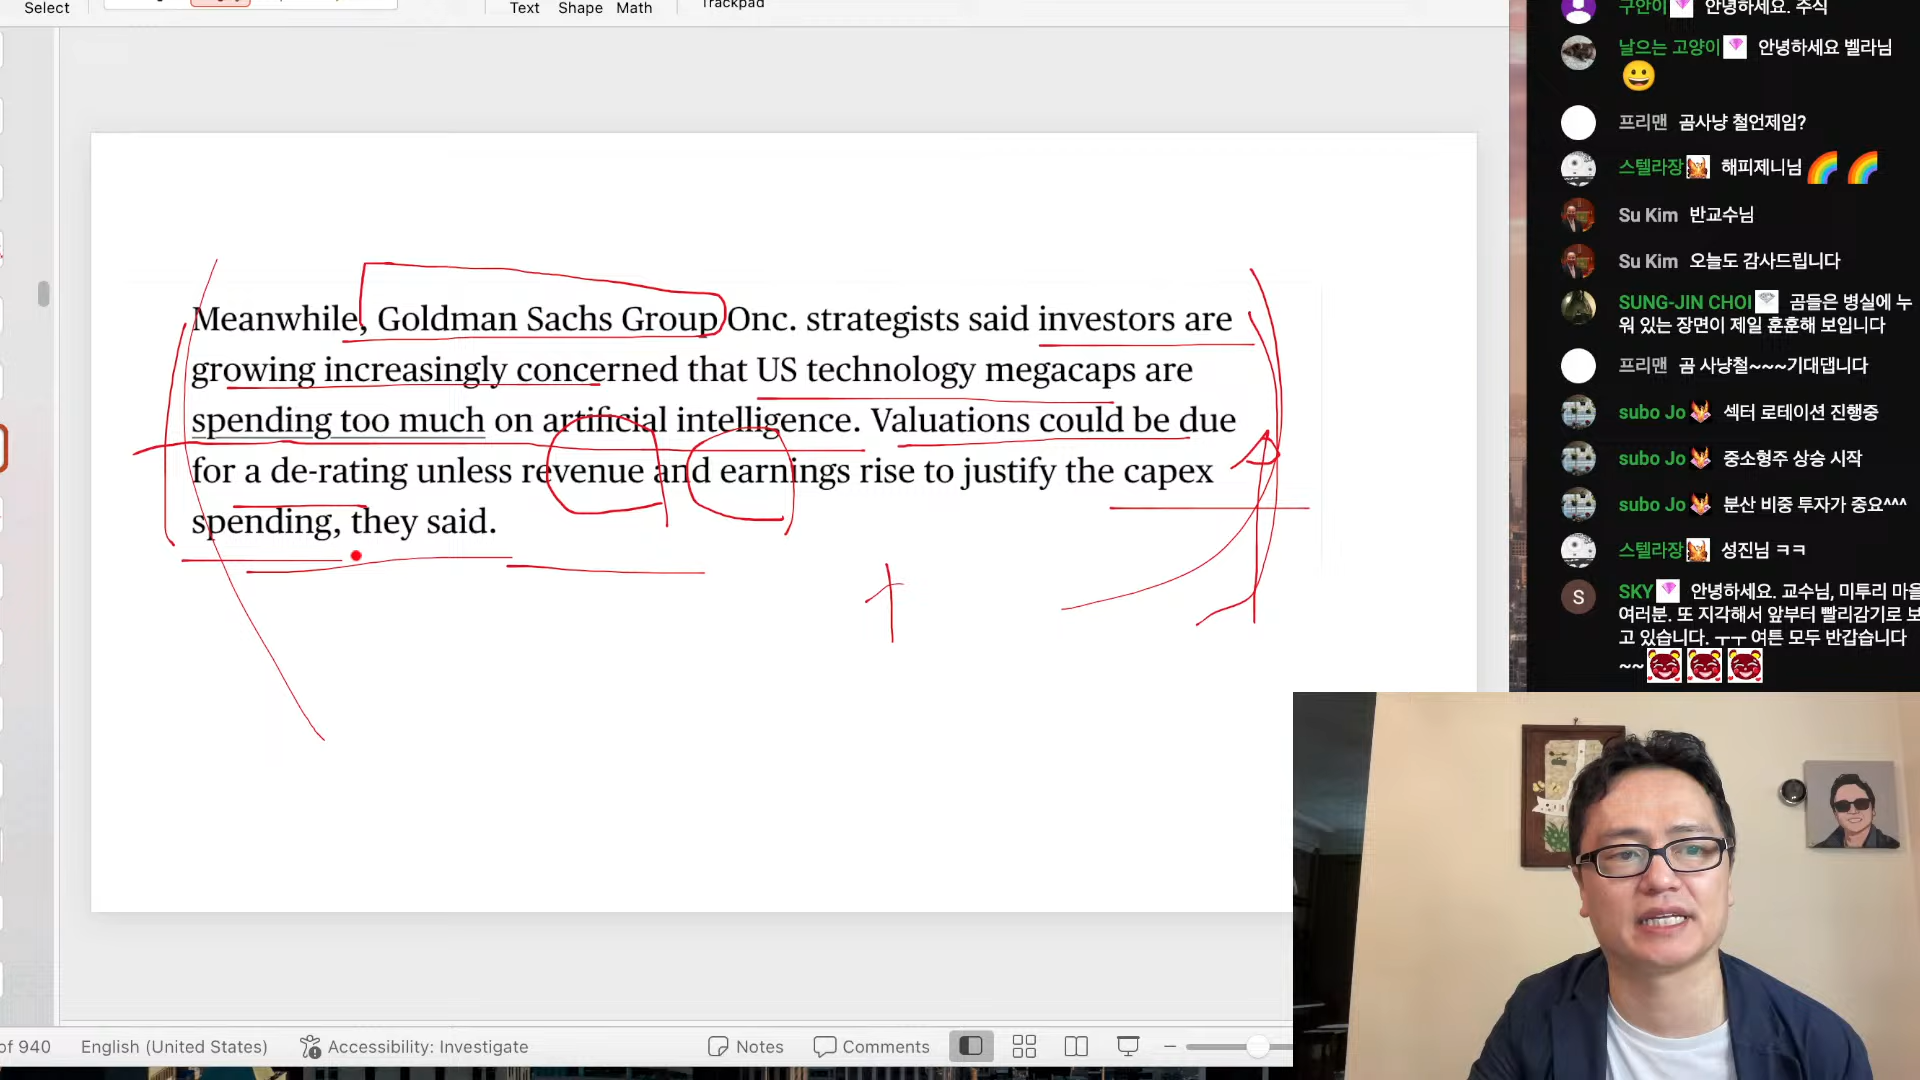 Select
Text Shape Math
Trackpad
Meanwhile, Goldman Sachs Group Onc. strategists said investors are
growing increasingly concerned that US technology megacaps are
spending too much on artificial intelligence. Valuations could be due
for a de-rating unless revenue and earnings rise to justify the capex
spending, they said.
of 940 English (United States) Accessibility: Investigate Notes Comments
구안이 안녕하세요. 주식
날으는 고양이 안녕하세요 벨라님
프리맨 곰사냥 철언제임?
스텔라장 해피제니님
Su Kim 반교수님
Su Kim 오늘도 감사드립니다
SUNG-JIN CHOI 곰들은 병실에 누
워 있는 장면이 제일 훈훈해 보입니다
프리맨 곰 사냥철~~~기대댑니다
subo Jo 섹터 로테이션 진행중
subo Jo 중소형주 상승 시작
subo Jo 분산 비중 투자가 중요^^^
스텔라장 성진님 ㅋㅋ
S
SKY 안녕하세요. 교수님, 미투리 마을
여러분. 또 지각해서 앞부터 빨리감기로 보
고 있습니다. ㅜㅜ 여튼 모두 반갑습니다
~~